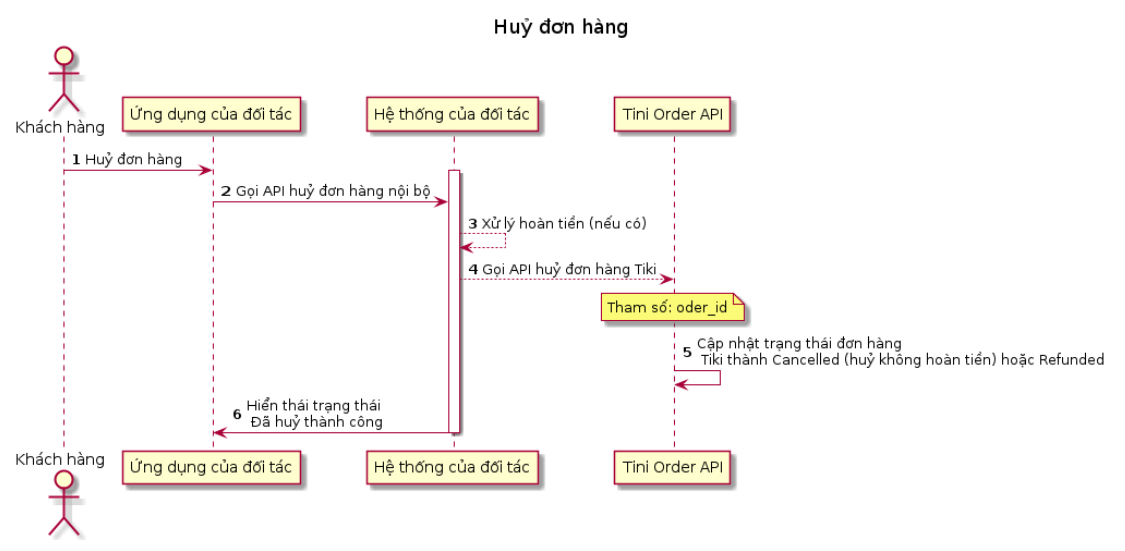 Huỷ đơn hàng
Khách hàng
Ứng dụng của đối tác
Hệ thống của đối tác
Tini Order API
1 Huỷ đơn hàng
2 Gọi API huỷ đơn hàng nội bộ
3 Xử lý hoàn tiền (nếu có)
4 Gọi API huỷ đơn hàng Tiki
Tham số: oder_id
5 Cập nhật trạng thái đơn hàng
Tiki thành Cancelled (huỷ không hoàn tiền) hoặc Refunded
6 Hiển thái trạng thái
Đã huỷ thành công
Khách hàng
Ứng dụng của đối tác
Hệ thống của đối tác
Tini Order API